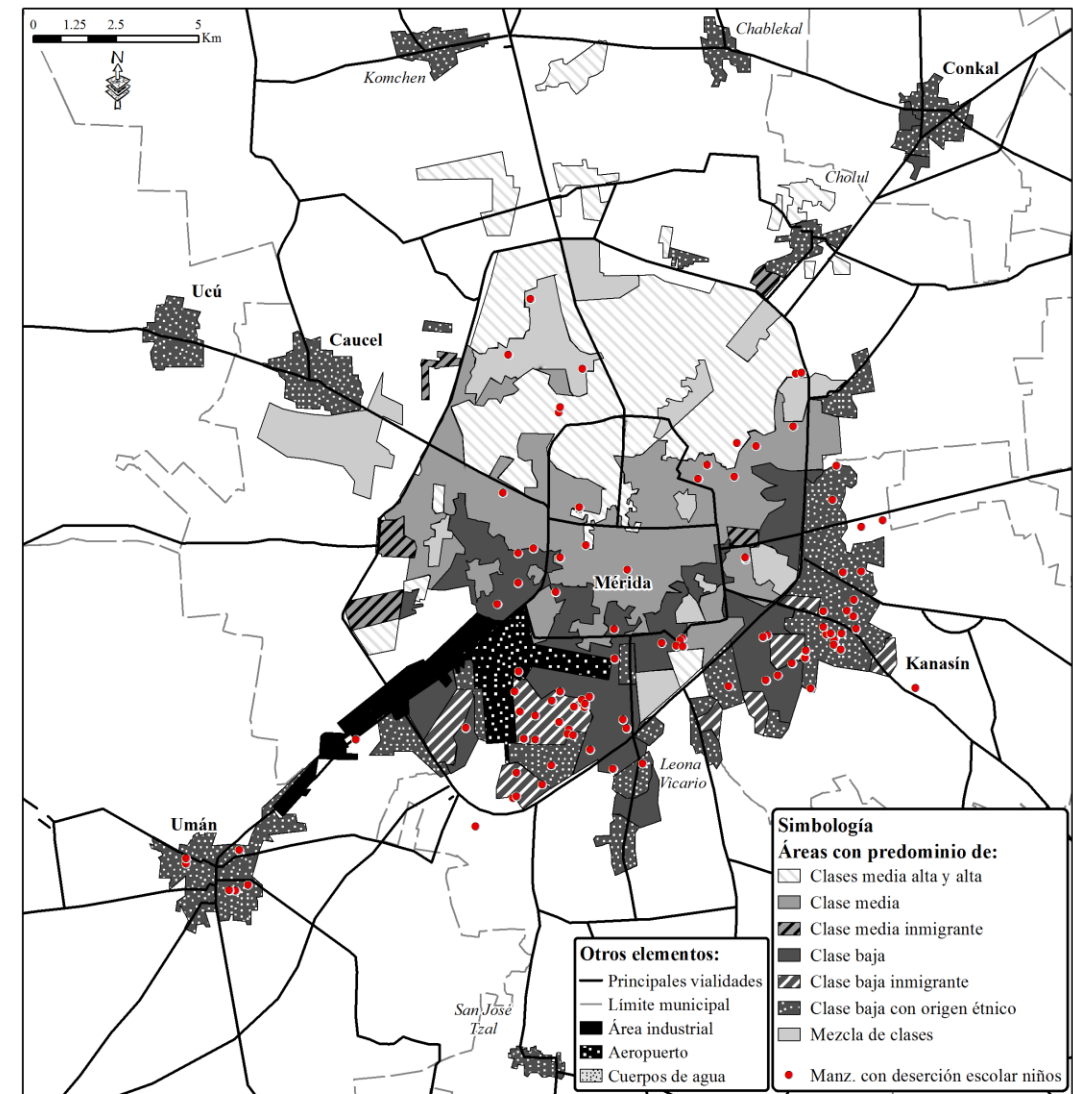 0 1.25 2.5 5
Km
N
Chablekal
Komchen
Conkal
Cholul
Ucú
Caucel
Mérida
Kanasín
Leona
Vicario
Umán
San José
Tzal
Otros elementos:
Principales vialidades
Límite municipal
Área industrial
Aeropuerto
Cuerpos de agua
Simbología
Áreas con predominio de:
Clases media alta y alta
Clase media
Clase media inmigrante
Clase baja
Clase baja inmigrante
Clase baja con origen étnico
Mezcla de clases
Manz. con deserción escolar niños